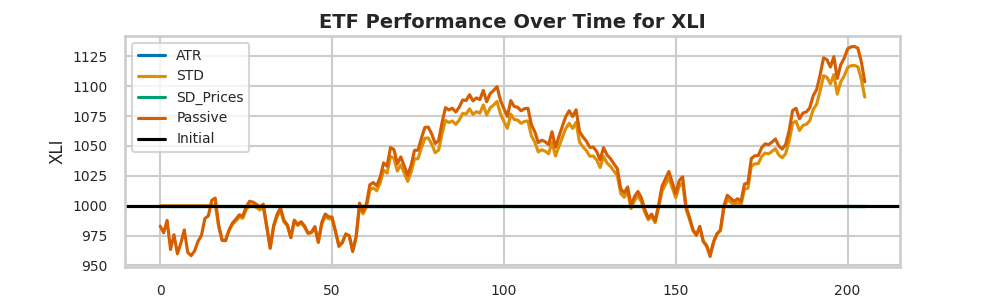 ETF Performance Over Time for XLI
XLI
1125
1100
1075
1050
1025
1000
975
950
ATR
STD
SD_Prices
Passive
Initial
0
50
100
150
200